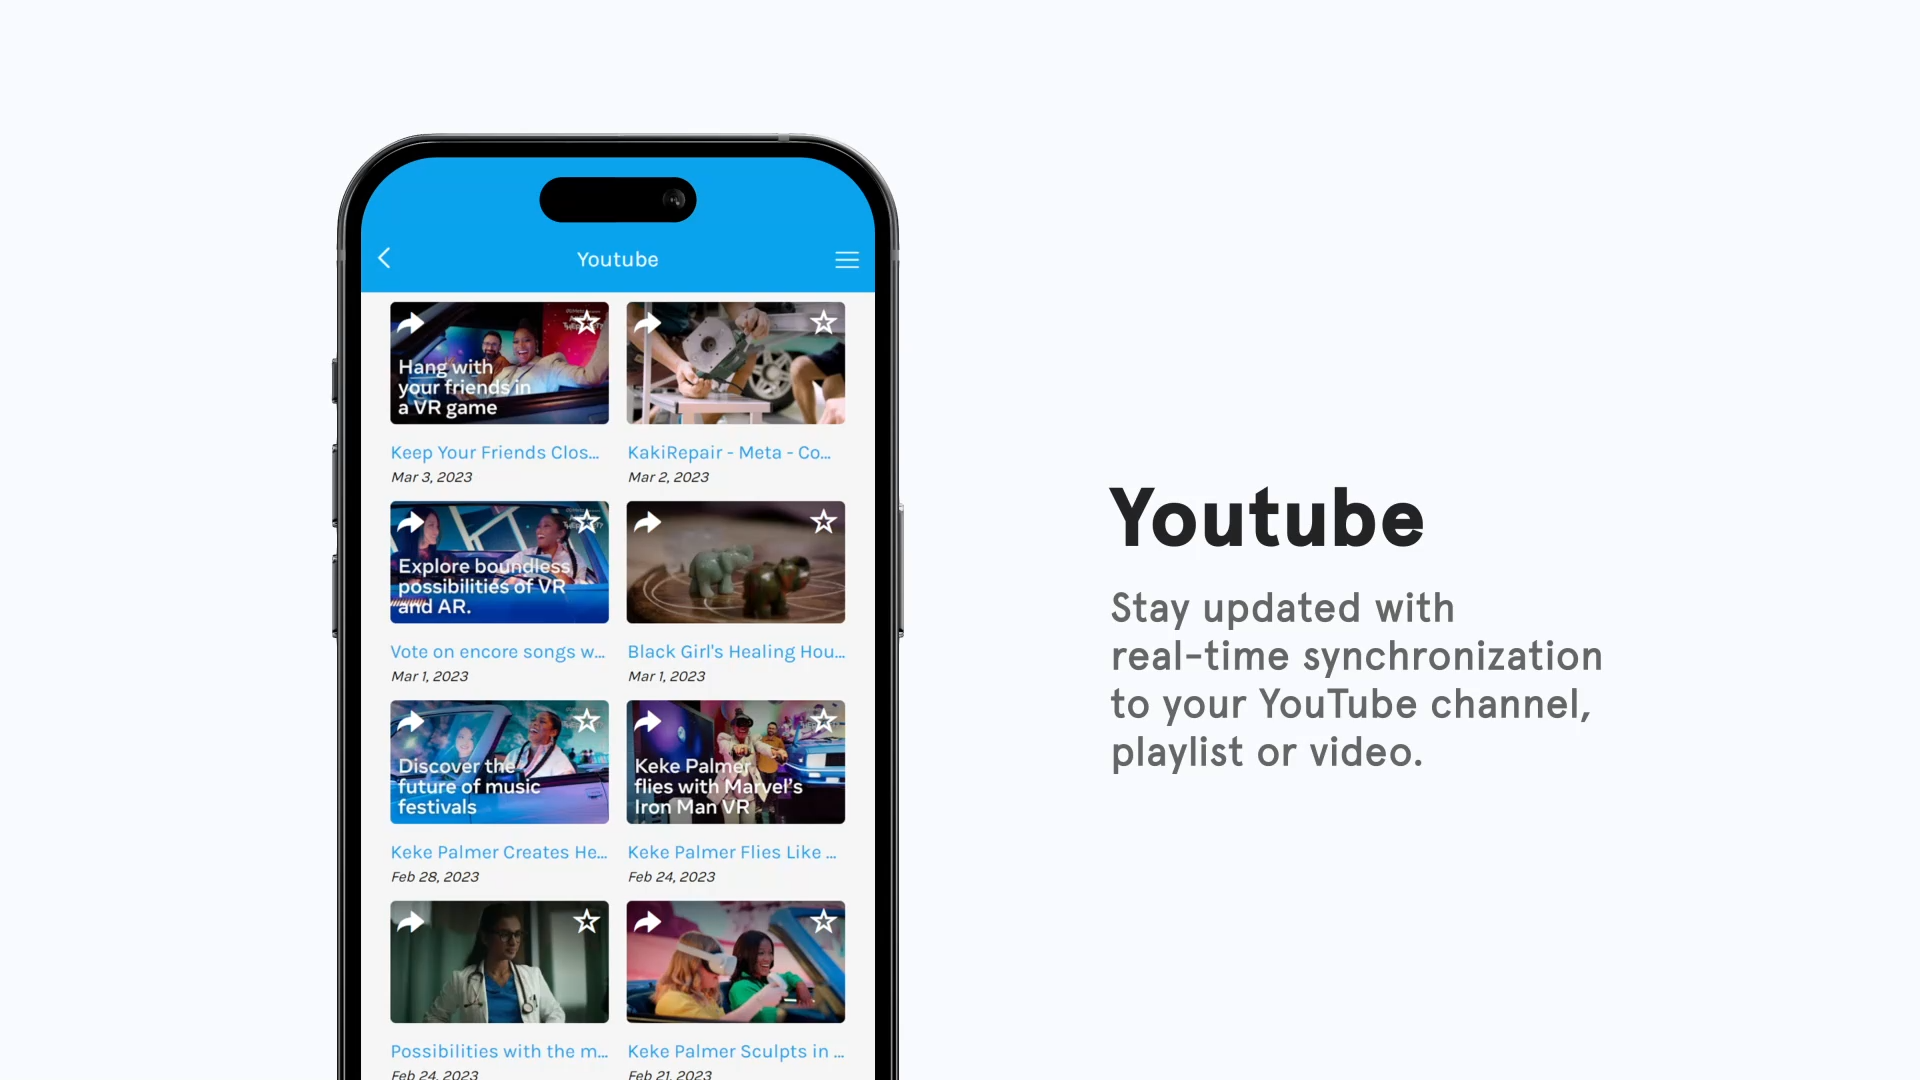 Youtube
Hang with
your friends in
a VR game
Keep Your Friends Clos...
Mar 3, 2023
KakiRepair - Meta - Co...
Mar 2, 2023
Explore boundless
possibilities of VR
and AR.
Vote on encore songs w...
Mar 1, 2023
Black Girl's Healing Hou...
Mar 1, 2023
Discover the
future of music
festivals
Keke Palmer Creates He...
Feb 28, 2023
Keke Palmer
flies with Marvel's
Iron Man VR
Keke Palmer Flies Like ...
Feb 24, 2023
Possibilities with the m...
Feb 24, 2023
Keke Palmer Sculpts in ...
Feb 21, 2023
Youtube
Stay updated with
real-time synchronization
to your YouTube channel,
playlist or video.